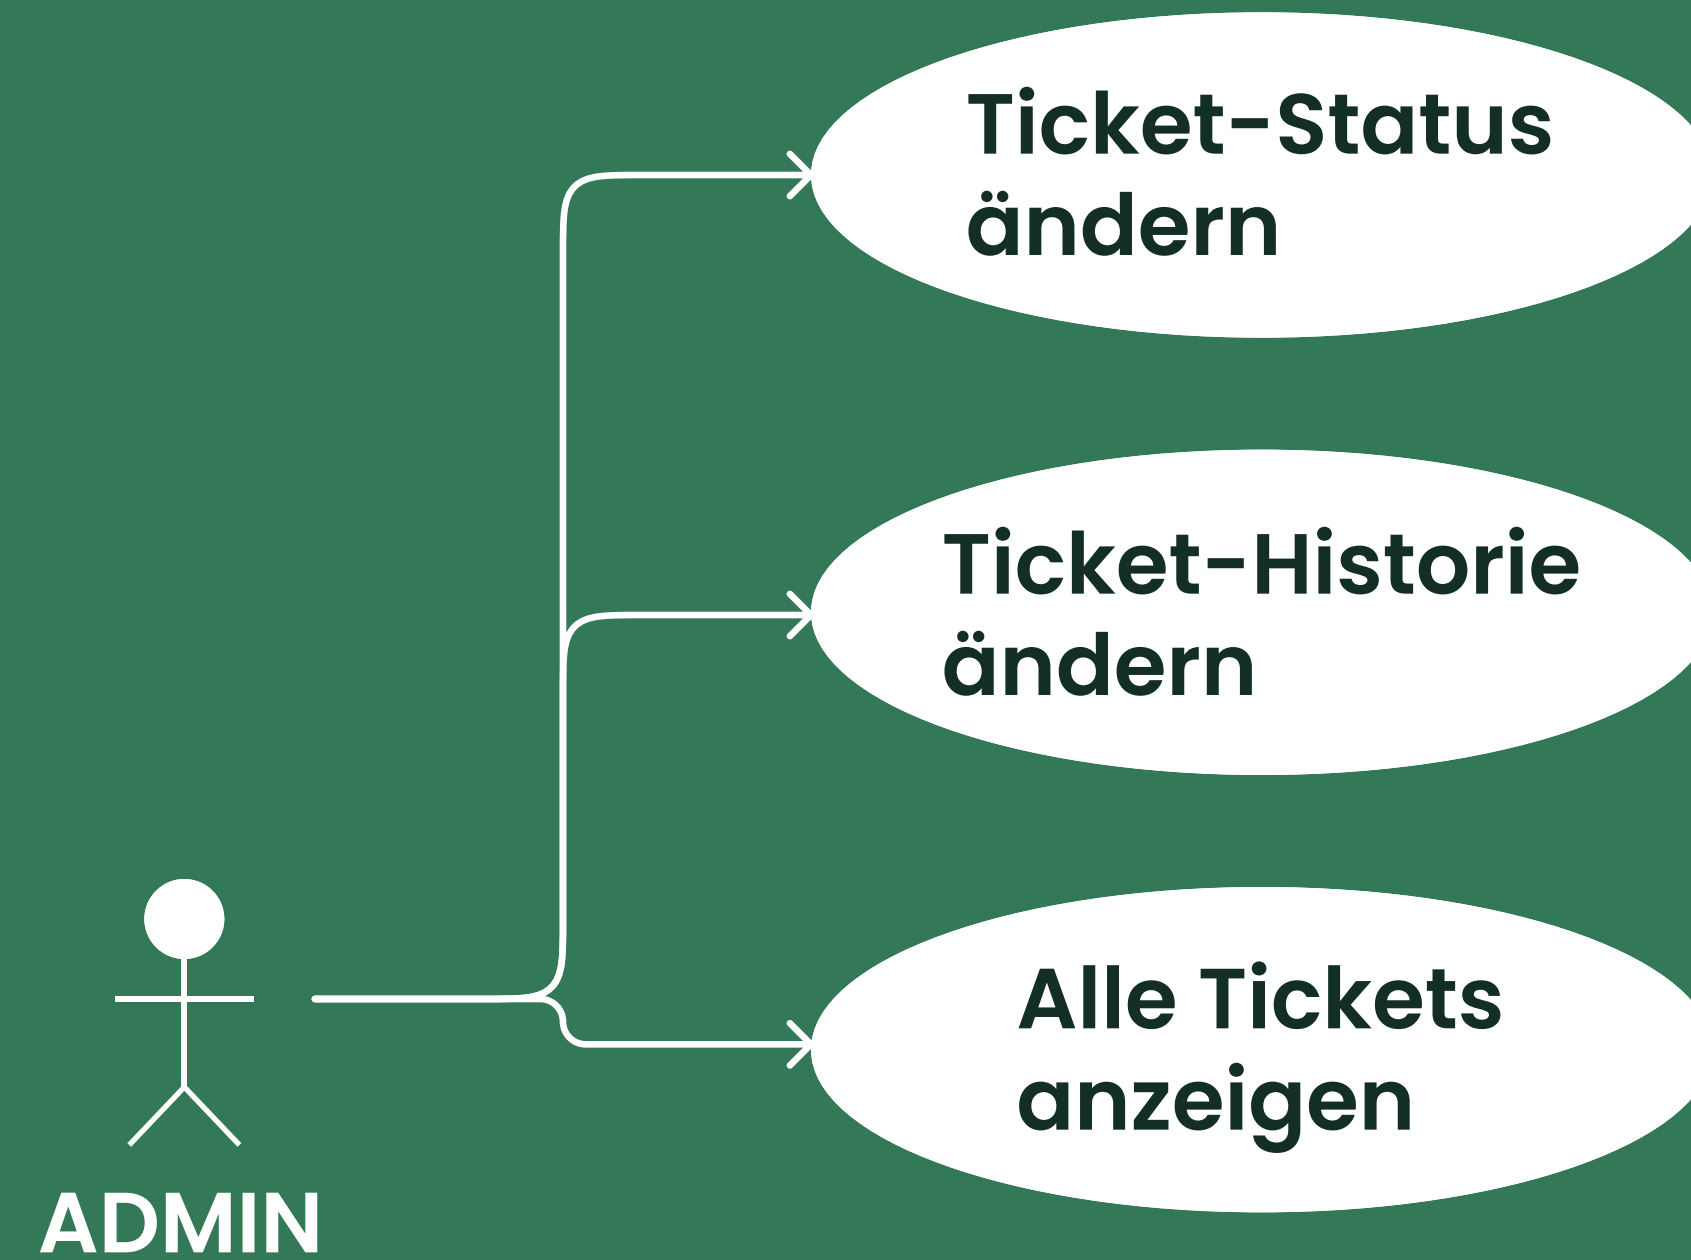 Ticket-Status
ändern
Ticket-Historie
ändern
Alle Tickets
anzeigen
ADMIN